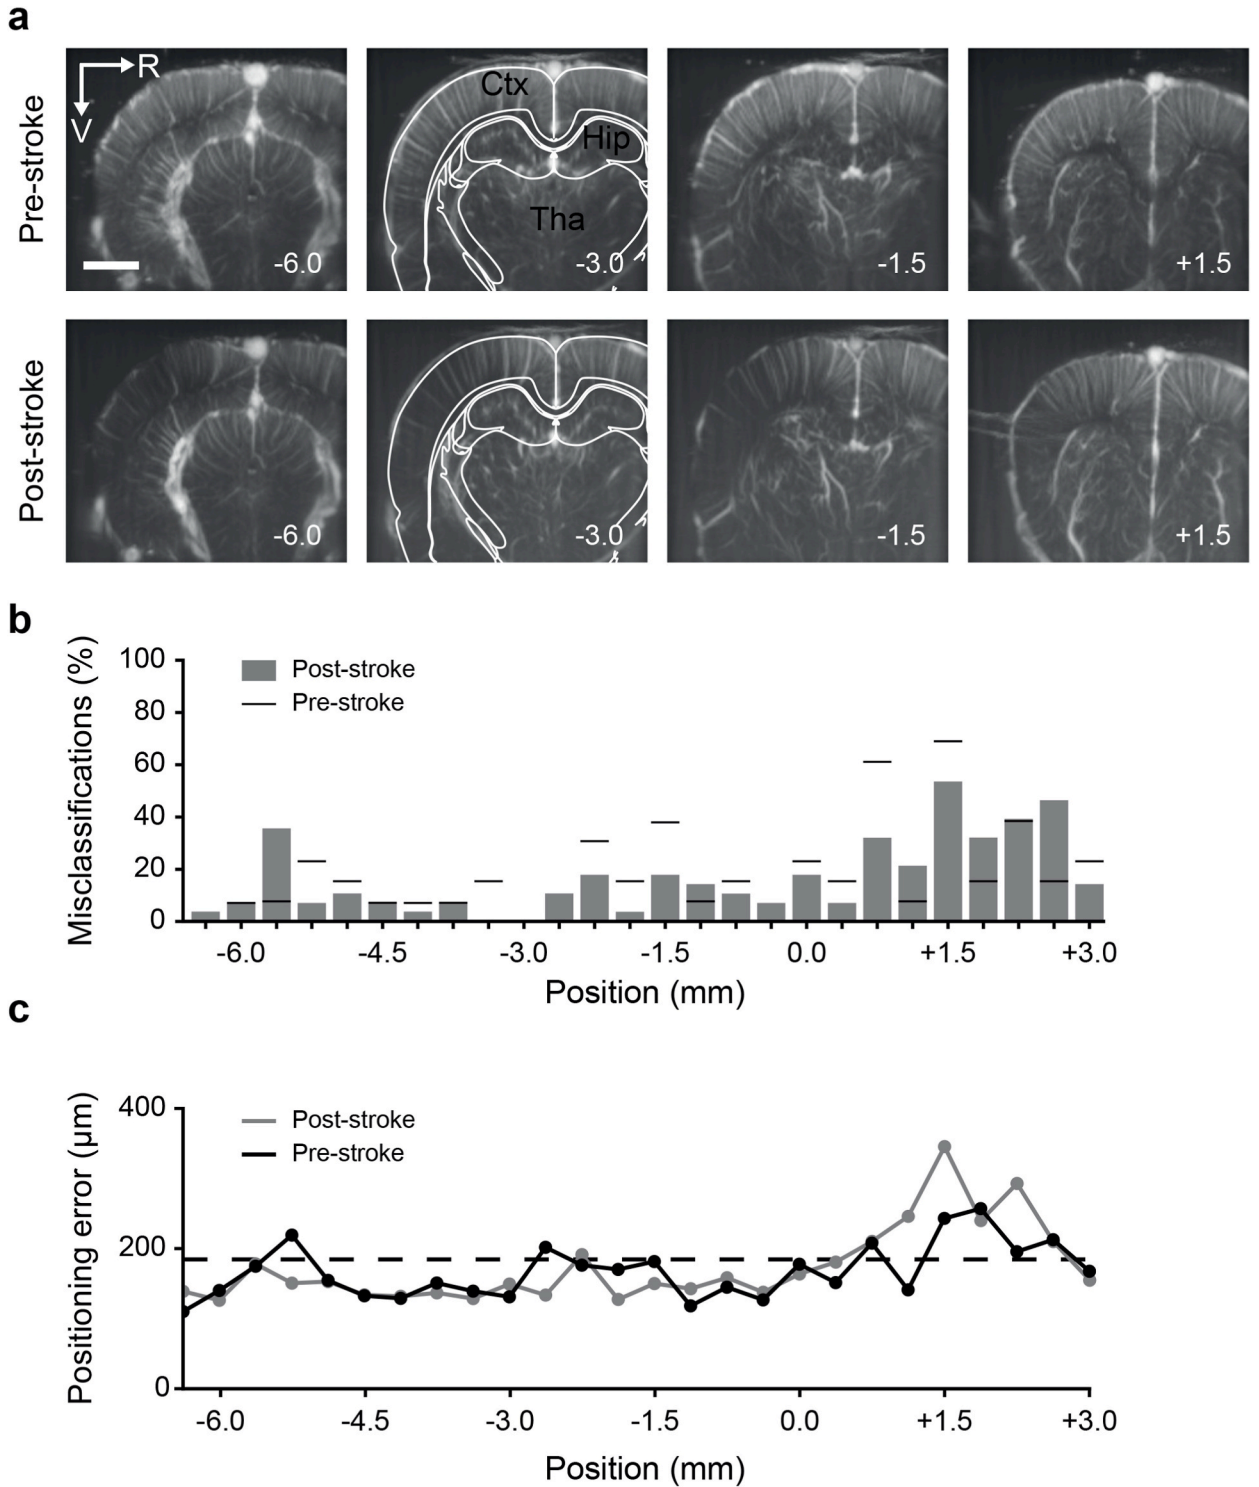 a
Pre-stroke
R
V
-6.0
Ctx
Hip
Tha
-3.0
-1.5
+1.5
Post-stroke
-6.0
-3.0
-1.5
+1.5
b
Misclassifications (%)
100
80
60
40
20
0
Post-stroke
Pre-stroke
-6.0 -4.5 -3.0 -1.5 0.0 +1.5 +3.0
Position (mm)
c
Positioning error (μm)
400
200
0
Post-stroke
Pre-stroke
-6.0 -4.5 -3.0 -1.5 0.0 +1.5 +3.0
Position (mm)